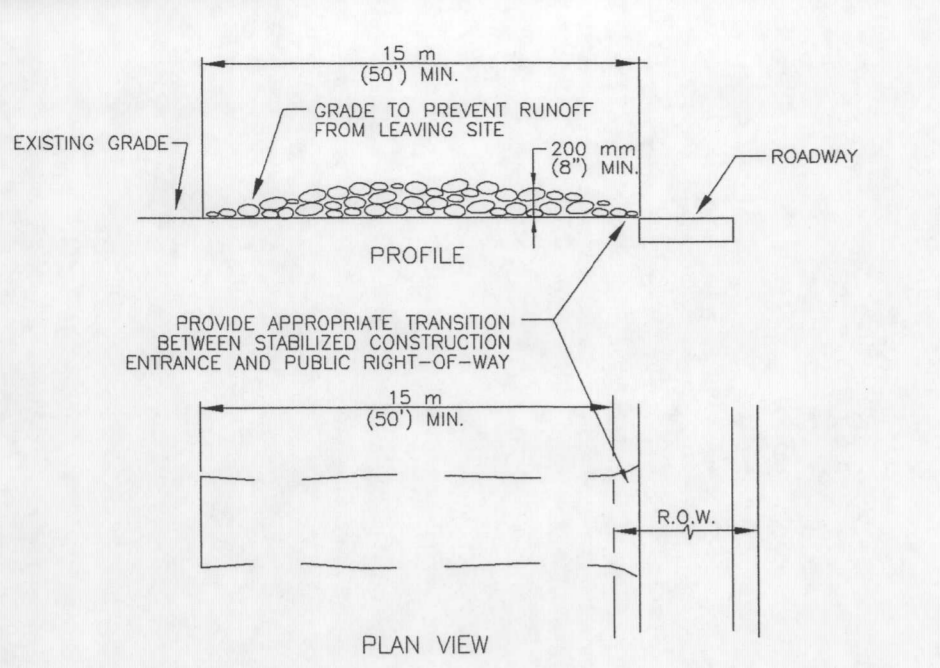 15 m
(50') MIN.
GRADE TO PREVENT RUNOFF
FROM LEAVING SITE
EXISTING GRADE
200 mm
(8") MIN.
ROADWAY
PROFILE
PROVIDE APPROPRIATE TRANSITION
BETWEEN STABILIZED CONSTRUCTION
ENTRANCE AND PUBLIC RIGHT-OF-WAY
15 m
(50') MIN.
R.O.W.
PLAN VIEW